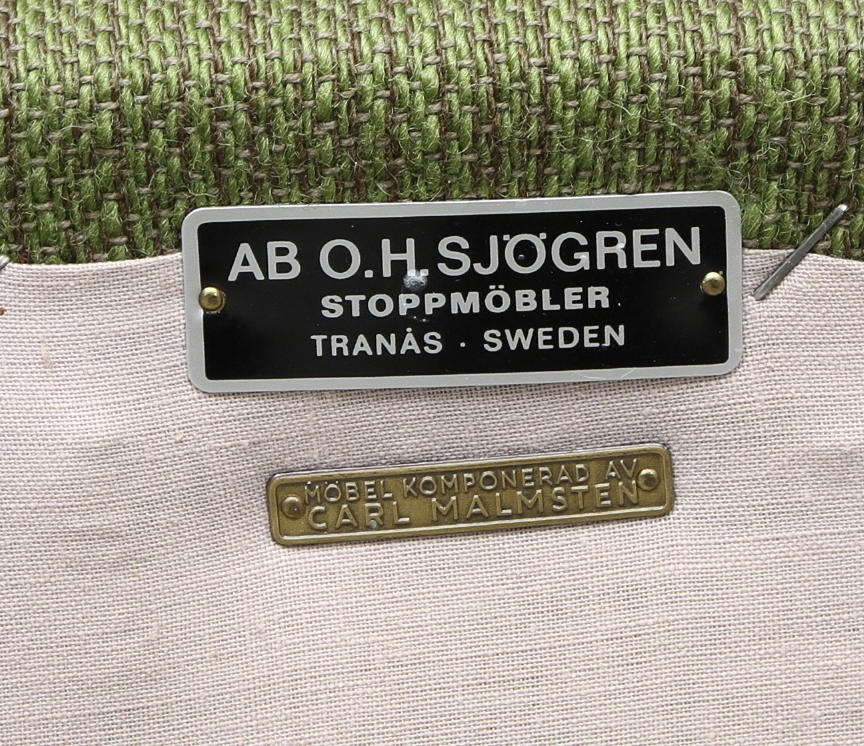 AB O.H. SJÖGREN
STOPPMÖBLER
TRANÅS · SWEDEN
MÖBEL KOMPONERAD AV
CARL MALMSTEN